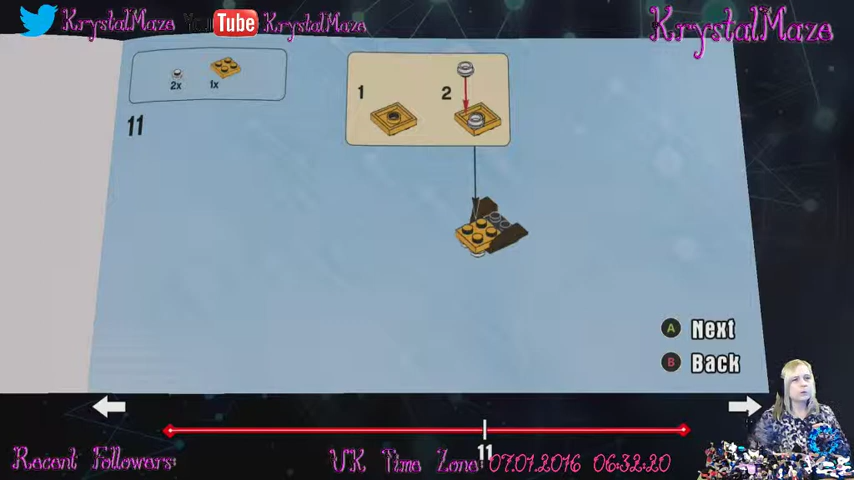 KrystalMaze YouTube KrystalMaze
KrystalMaze
2x 1x
1 2
11
A Next
B Back
11
Recent Followers:
UK Time Zone: 07.01.2016 06:32:20